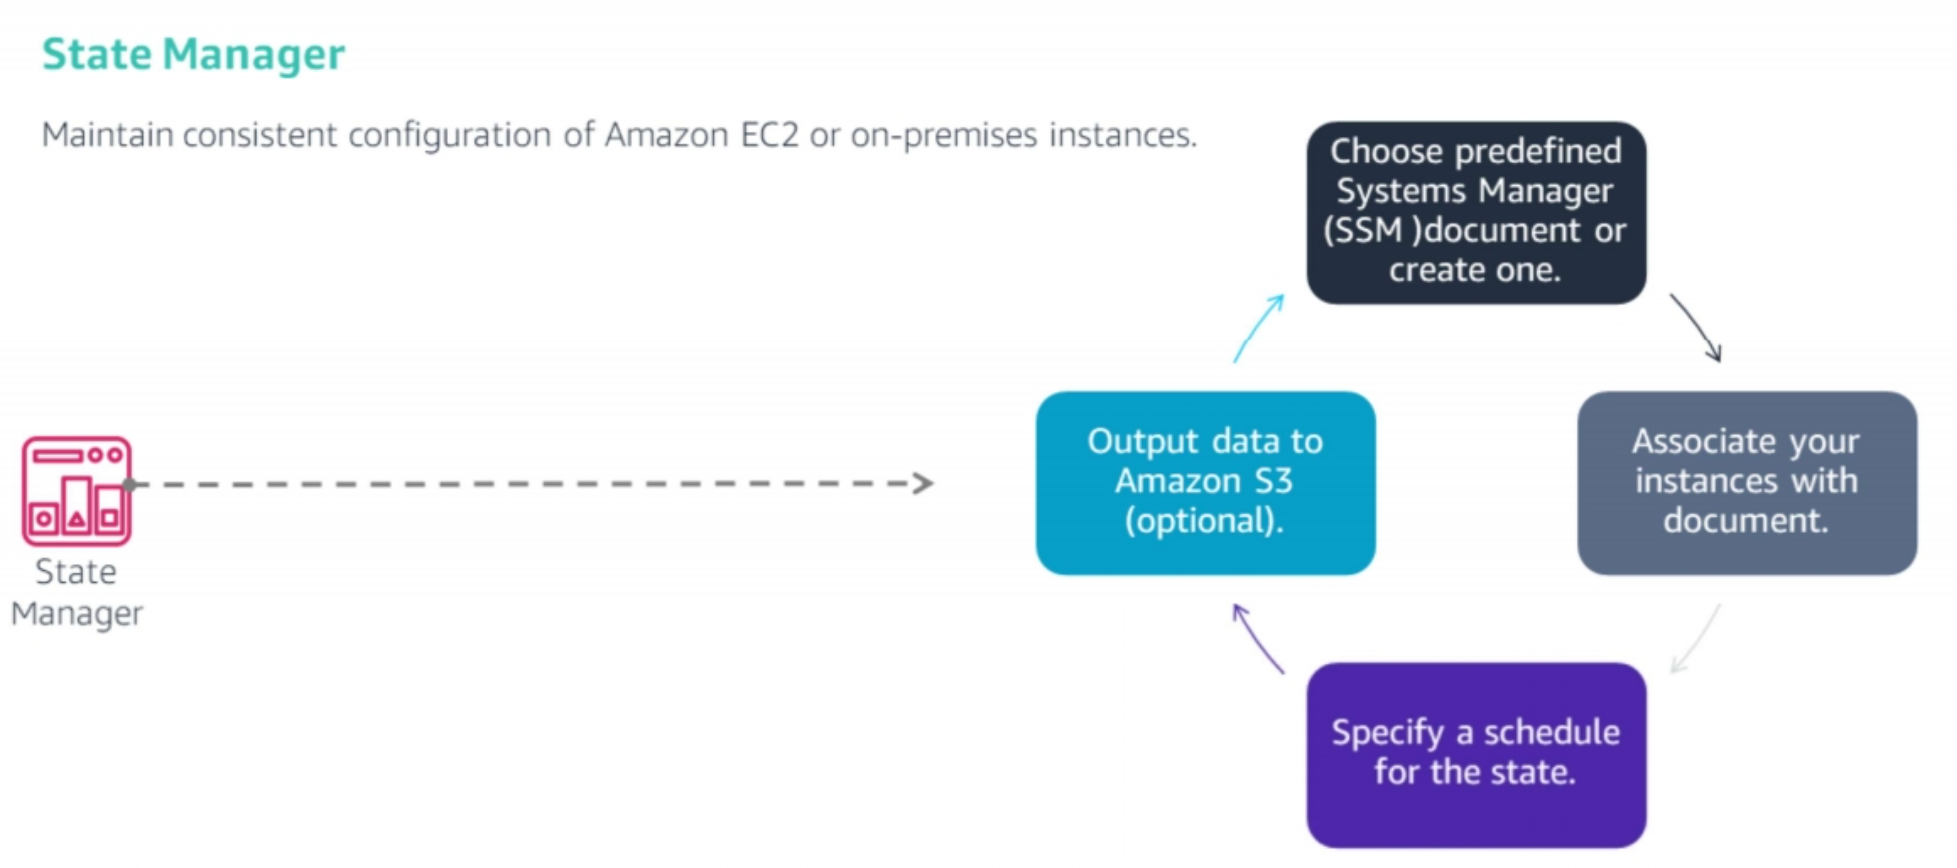 State Manager
Maintain consistent configuration of Amazon EC2 or on-premises instances.
Choose predefined
Systems Manager
(SSM )document or
create one.
Associate your
instances with
document.
Specify a schedule
for the state.
Output data to
Amazon S3
(optional).
State
Manager